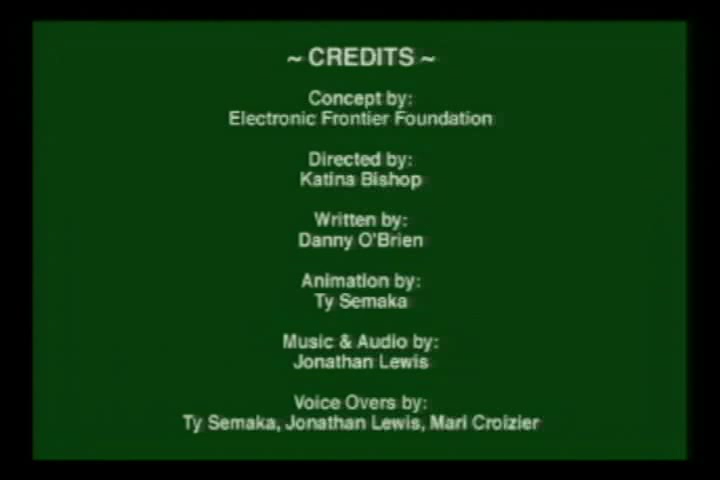 ~ CREDITS ~
Concept by:
Electronic Frontier Foundation
Directed by:
Katina Bishop
Written by:
Danny O'Brien
Animation by:
Ty Semaka
Music & Audio by:
Jonathan Lewis
Voice Overs by:
Ty Semaka, Jonathan Lewis, Mari Croizier